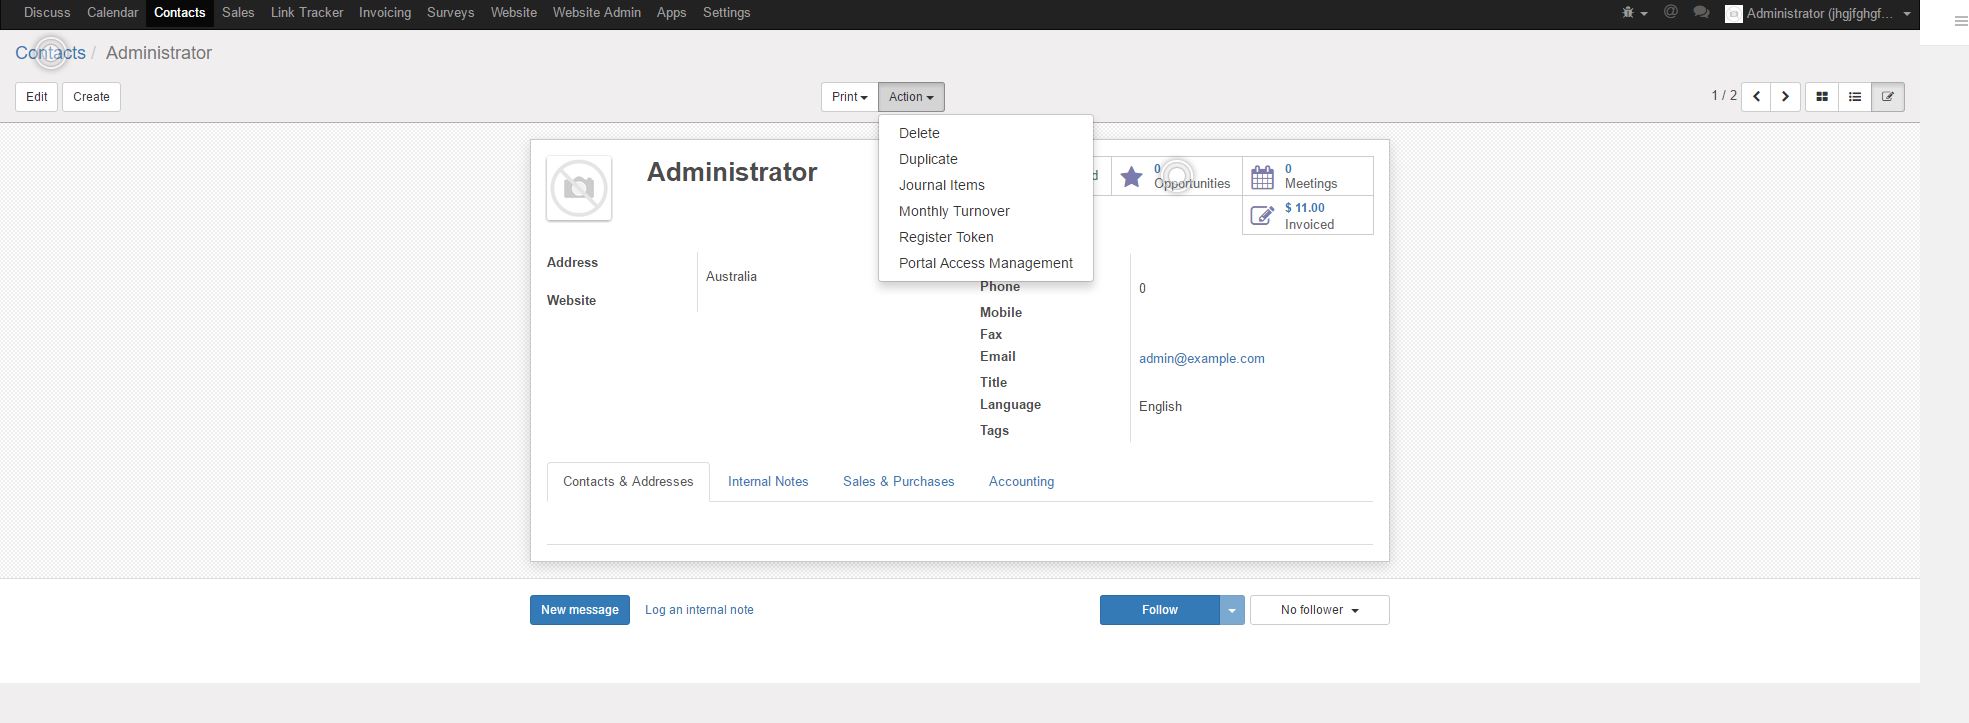 Discuss Calendar Contacts Sales Link Tracker Invoicing Surveys Website Website Admin Apps Settings @ Administrator (jhgjfghgf...
Contacts / Administrator
Edit Create Print Action 1 / 2
Delete
Duplicate
Journal Items
Monthly Turnover
Register Token
Portal Access Management
Administrator
d
0
Opportunities
0
Meetings
$ 11.00
Invoiced
Address
Australia
Website
Phone 0
Mobile
Fax
Email admin@example.com
Title
Language English
Tags
Contacts & Addresses Internal Notes Sales & Purchases Accounting
New message Log an internal note Follow No follower